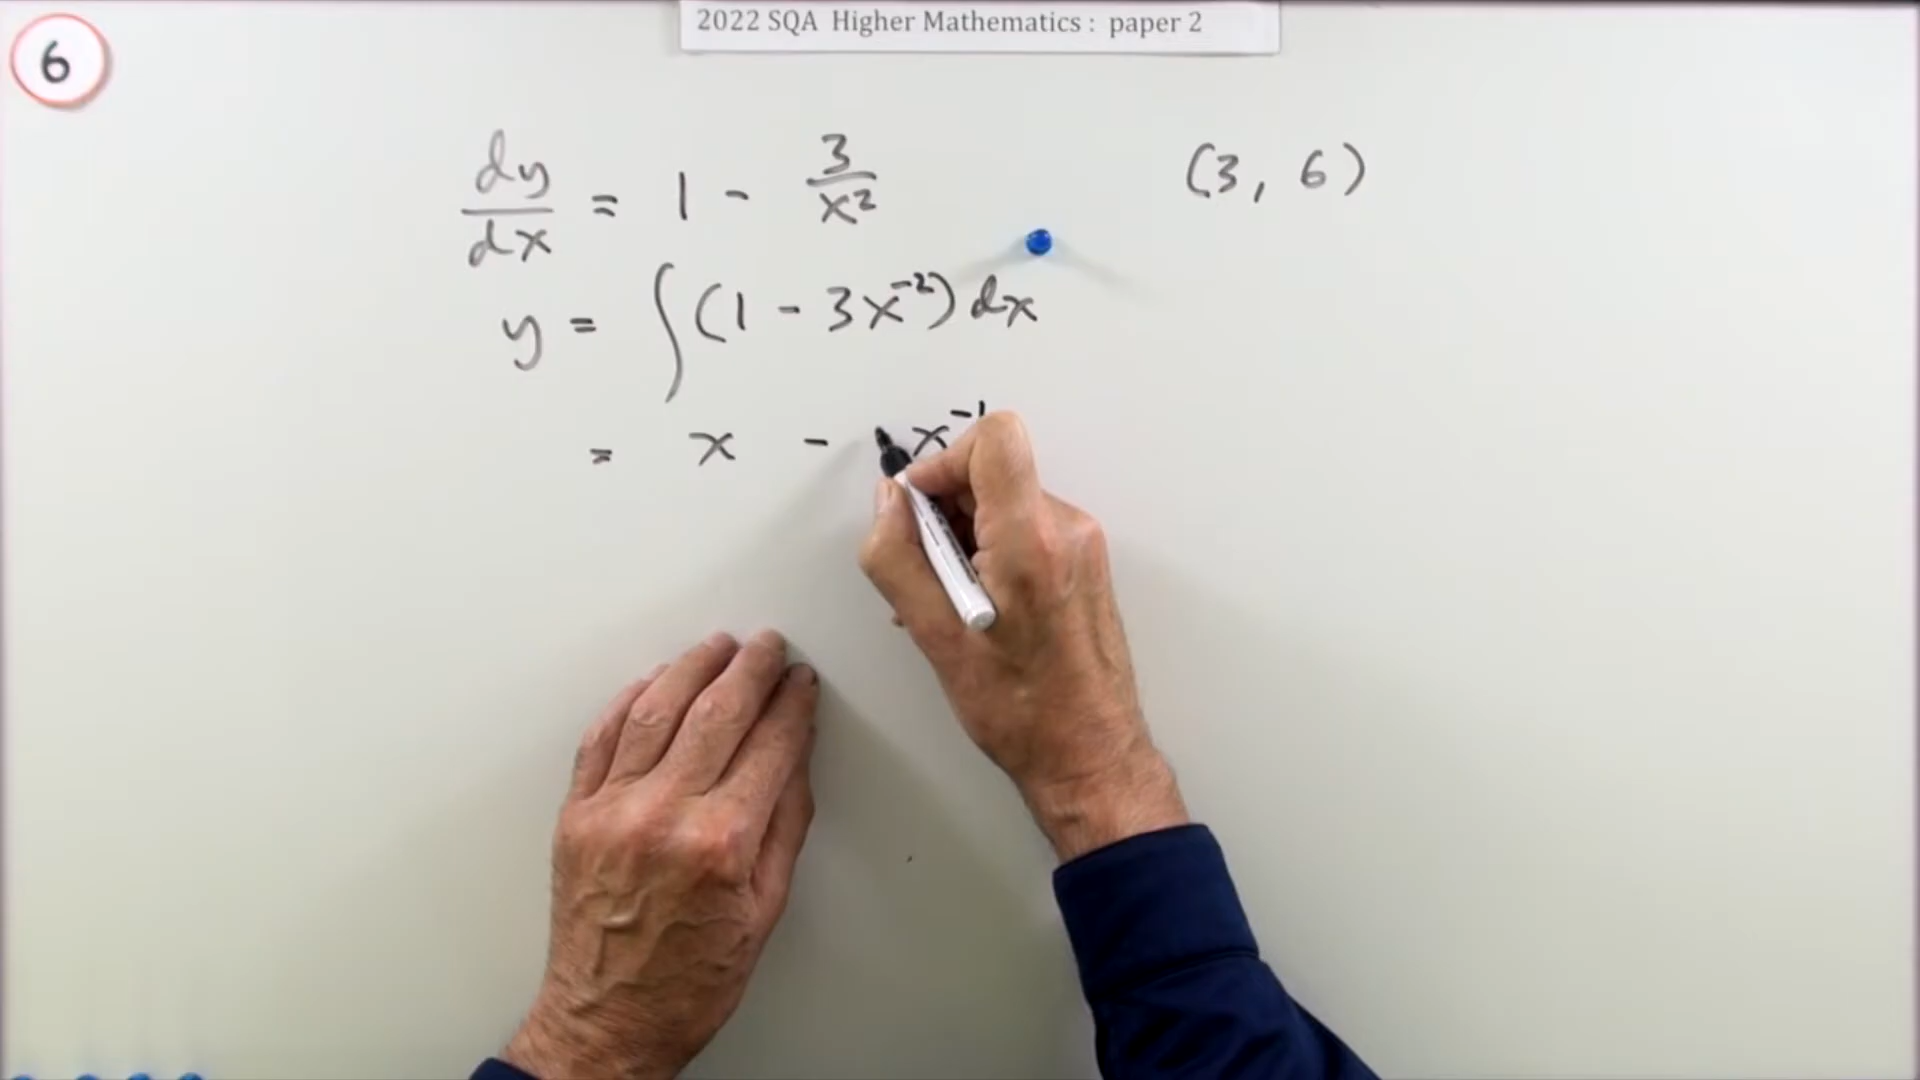 2022 SQA Higher Mathematics : paper 2
6
dy/dx = 1 - 3/x²
(3, 6)
y = ∫(1 - 3x⁻²) dx
= x - x⁻¹